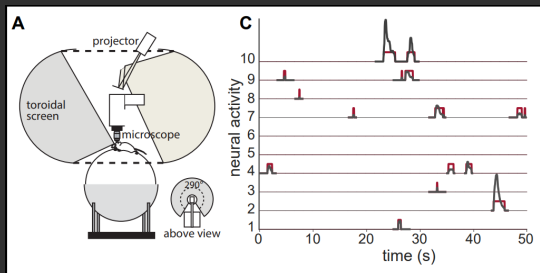 A
projector
toroidal
screen
microscope
290°
above view
C
neural activity
10
9
8
7
6
5
4
3
2
1
0
10
20
30
40
50
time (s)